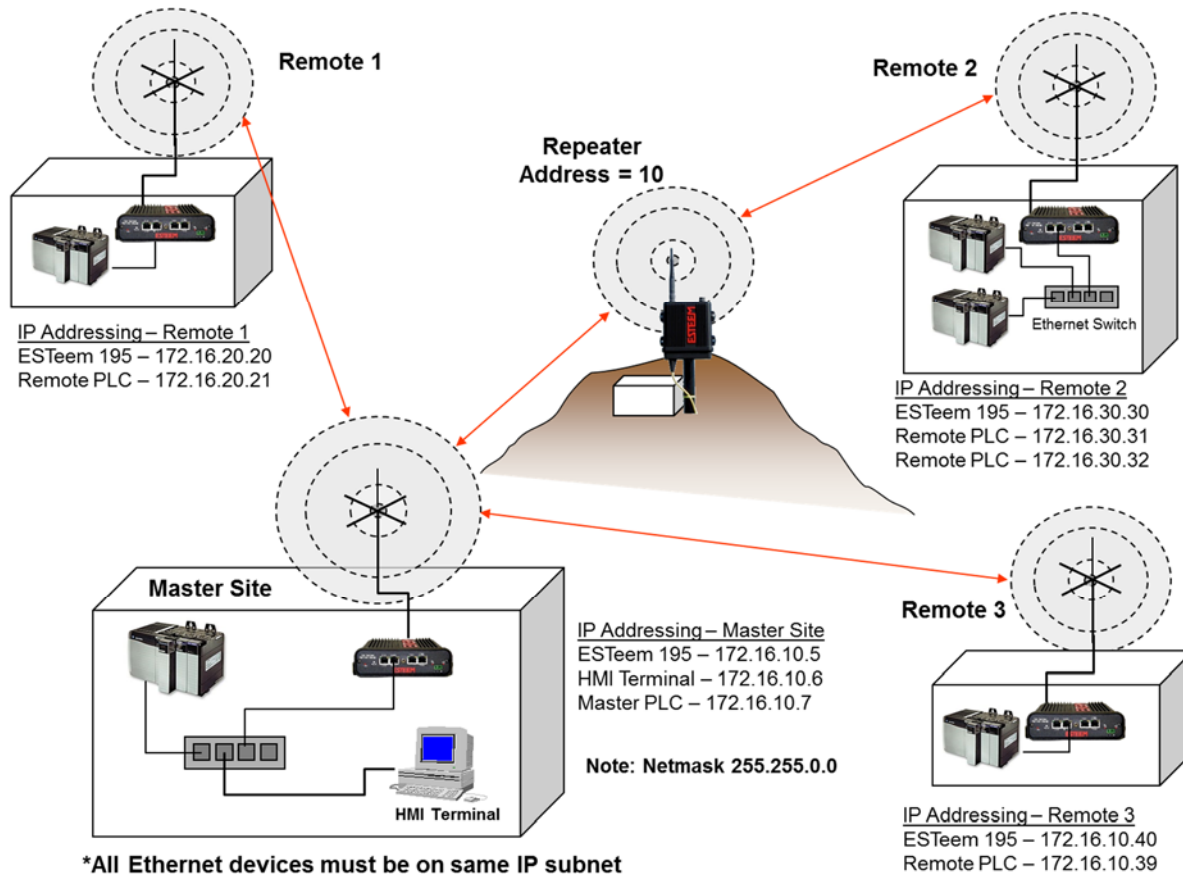 Remote 1
Remote 2
Repeater
Address = 10
ESTEEM
ESTEEM
ESTEEM
Ethernet Switch
IP Addressing – Remote 1
ESTeem 195 – 172.16.20.20
Remote PLC – 172.16.20.21
IP Addressing – Remote 2
ESTeem 195 – 172.16.30.30
Remote PLC – 172.16.30.31
Remote PLC – 172.16.30.32
Master Site
ESTEEM
HMI Terminal
IP Addressing – Master Site
ESTeem 195 – 172.16.10.5
HMI Terminal – 172.16.10.6
Master PLC – 172.16.10.7
Note: Netmask 255.255.0.0
Remote 3
ESTEEM
IP Addressing – Remote 3
ESTeem 195 – 172.16.10.40
Remote PLC – 172.16.10.39
*All Ethernet devices must be on same IP subnet